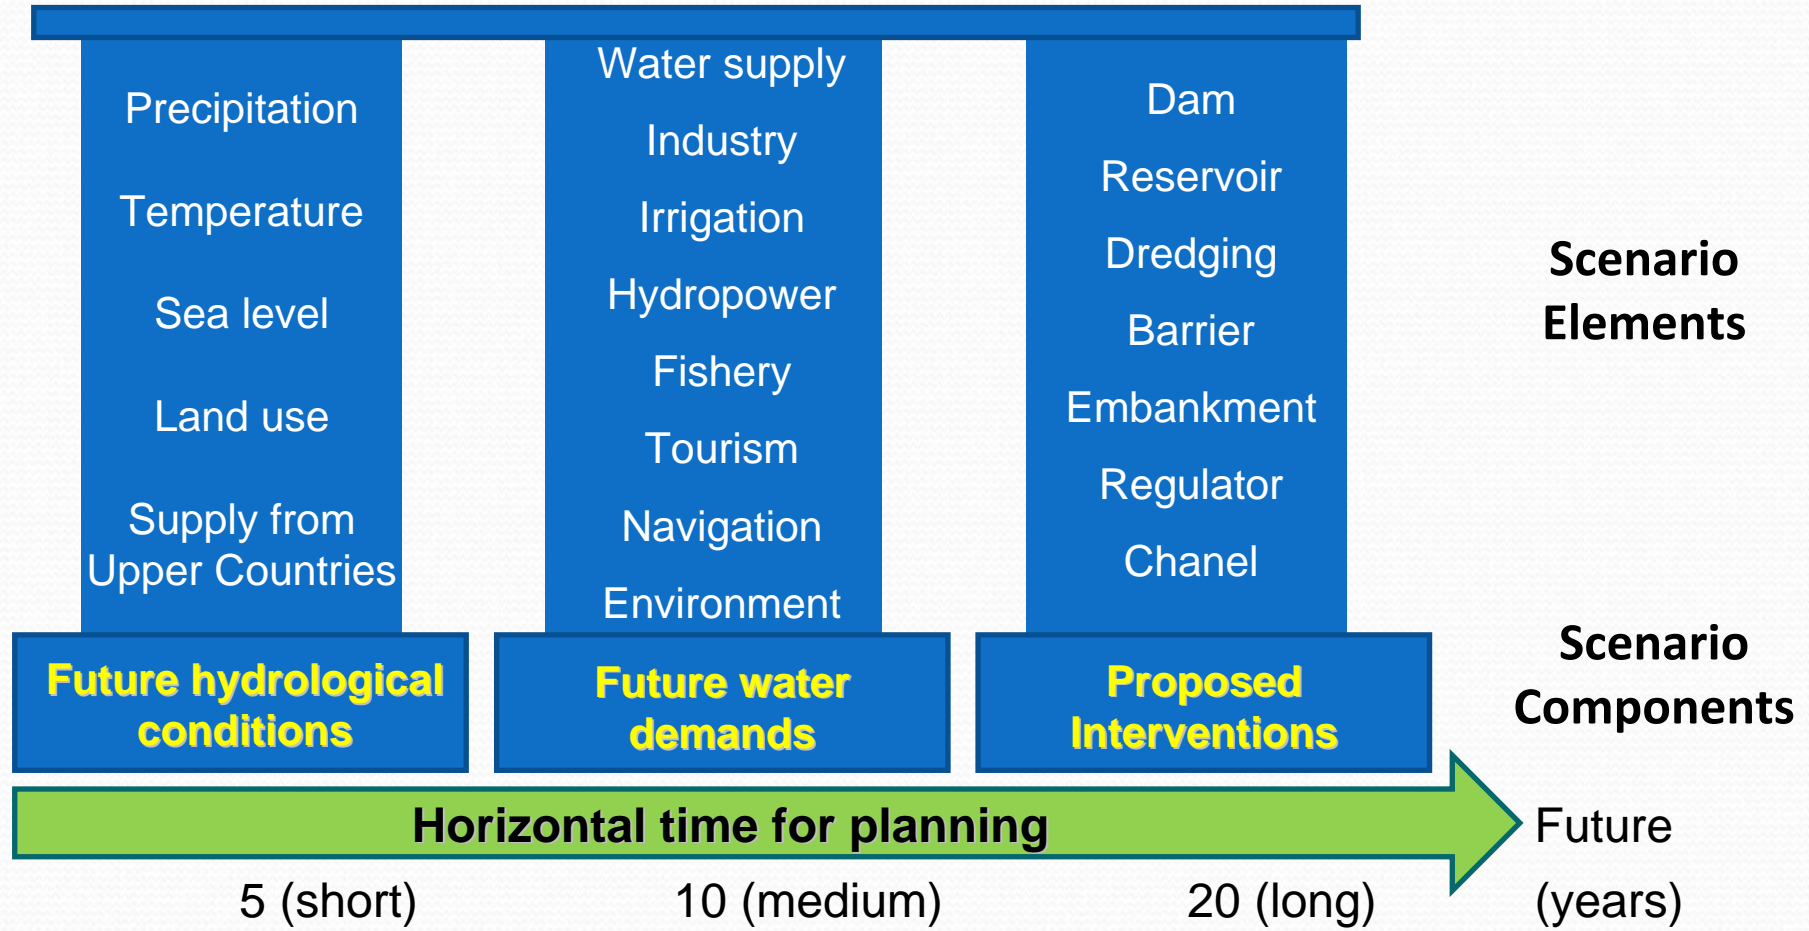 Precipitation
Temperature
Sea level
Land use
Supply from
Upper Countries
Future hydrological
conditions
Water supply
Industry
Irrigation
Hydropower
Fishery
Tourism
Navigation
Environment
Future water
demands
Dam
Reservoir
Dredging
Barrier
Embankment
Regulator
Chanel
Proposed
Interventions
Scenario
Elements
Scenario
Components
Horizontal time for planning
Future
5 (short)
10 (medium)
20 (long)
(years)